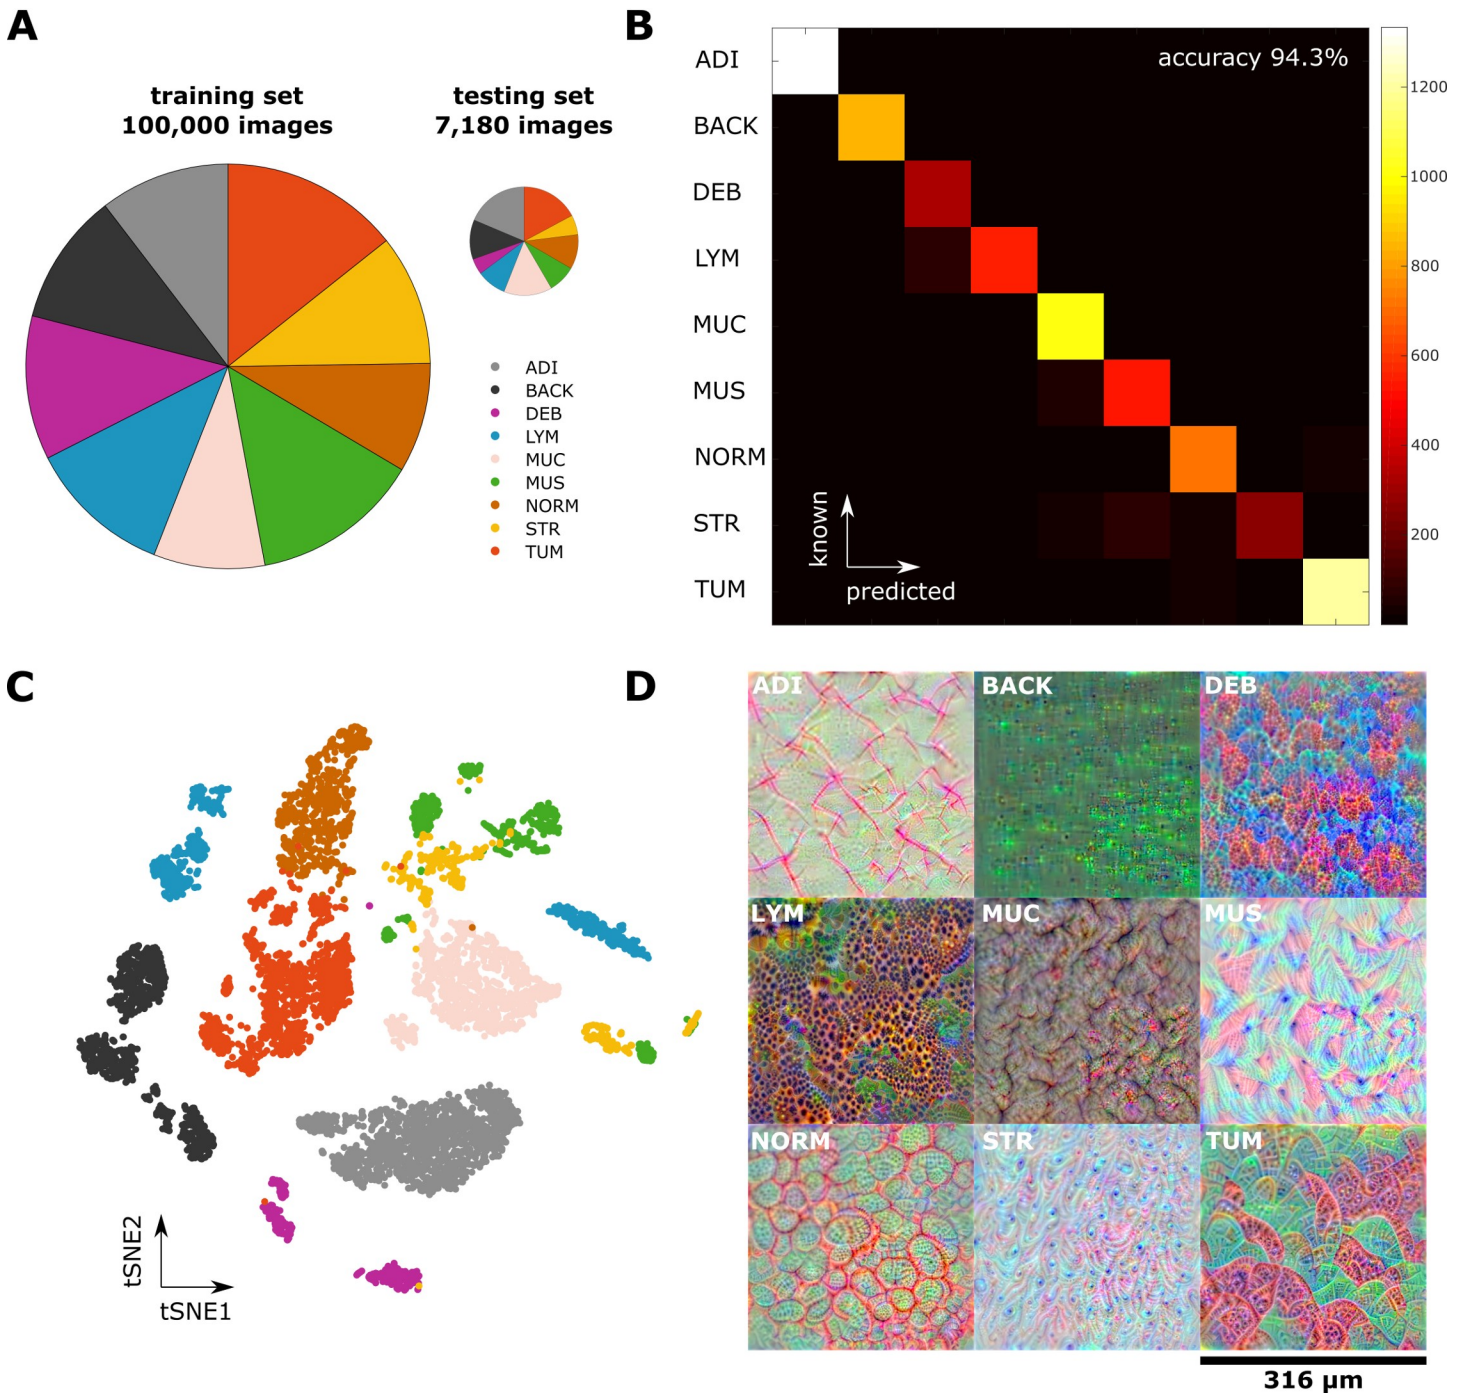 A
training set
100,000 images
testing set
7,180 images
ADI
BACK
DEB
LYM
MUC
MUS
NORM
STR
TUM
B
ADI
BACK
DEB
LYM
MUC
MUS
NORM
STR
TUM
accuracy 94.3%
known
predicted
1200
1000
800
600
400
200
C
tSNE2
tSNE1
D
ADI
BACK
DEB
LYM
MUC
MUS
NORM
STR
TUM
316 μm